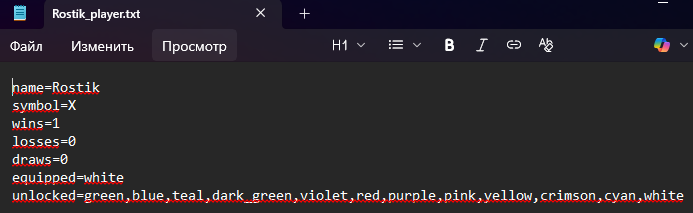 Rostik_player.txt
Файл Изменить Просмотр H1 B I
name=Rostik
symbol=X
wins=1
losses=0
draws=0
equipped=white
unlocked=green,blue,teal,dark_green,violet,red,purple,pink,yellow,crimson,cyan,white